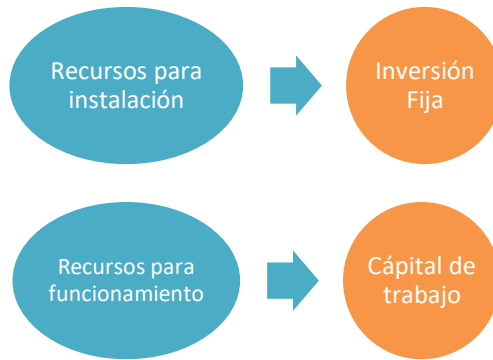 Recursos para
instalación
Inversión
Fija
Recursos para
funcionamiento
Cápital de
trabajo